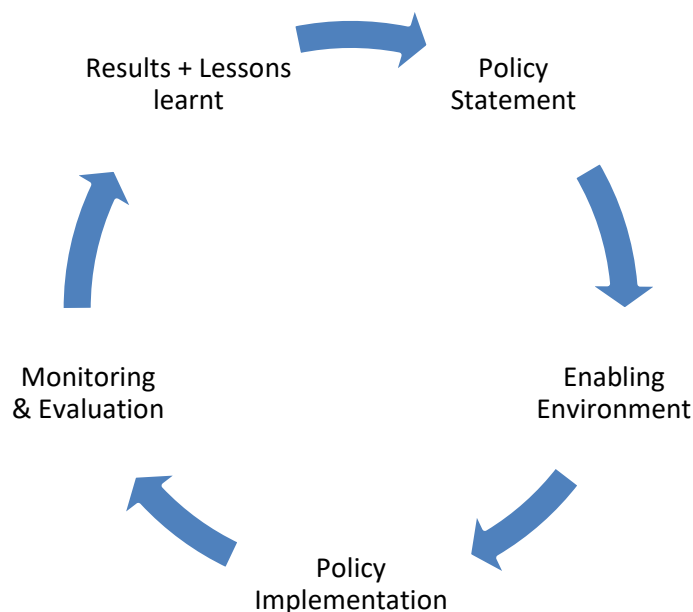 Results + Lessons
learnt
Policy
Statement
Enabling
Environment
Policy
Implementation
Monitoring
& Evaluation